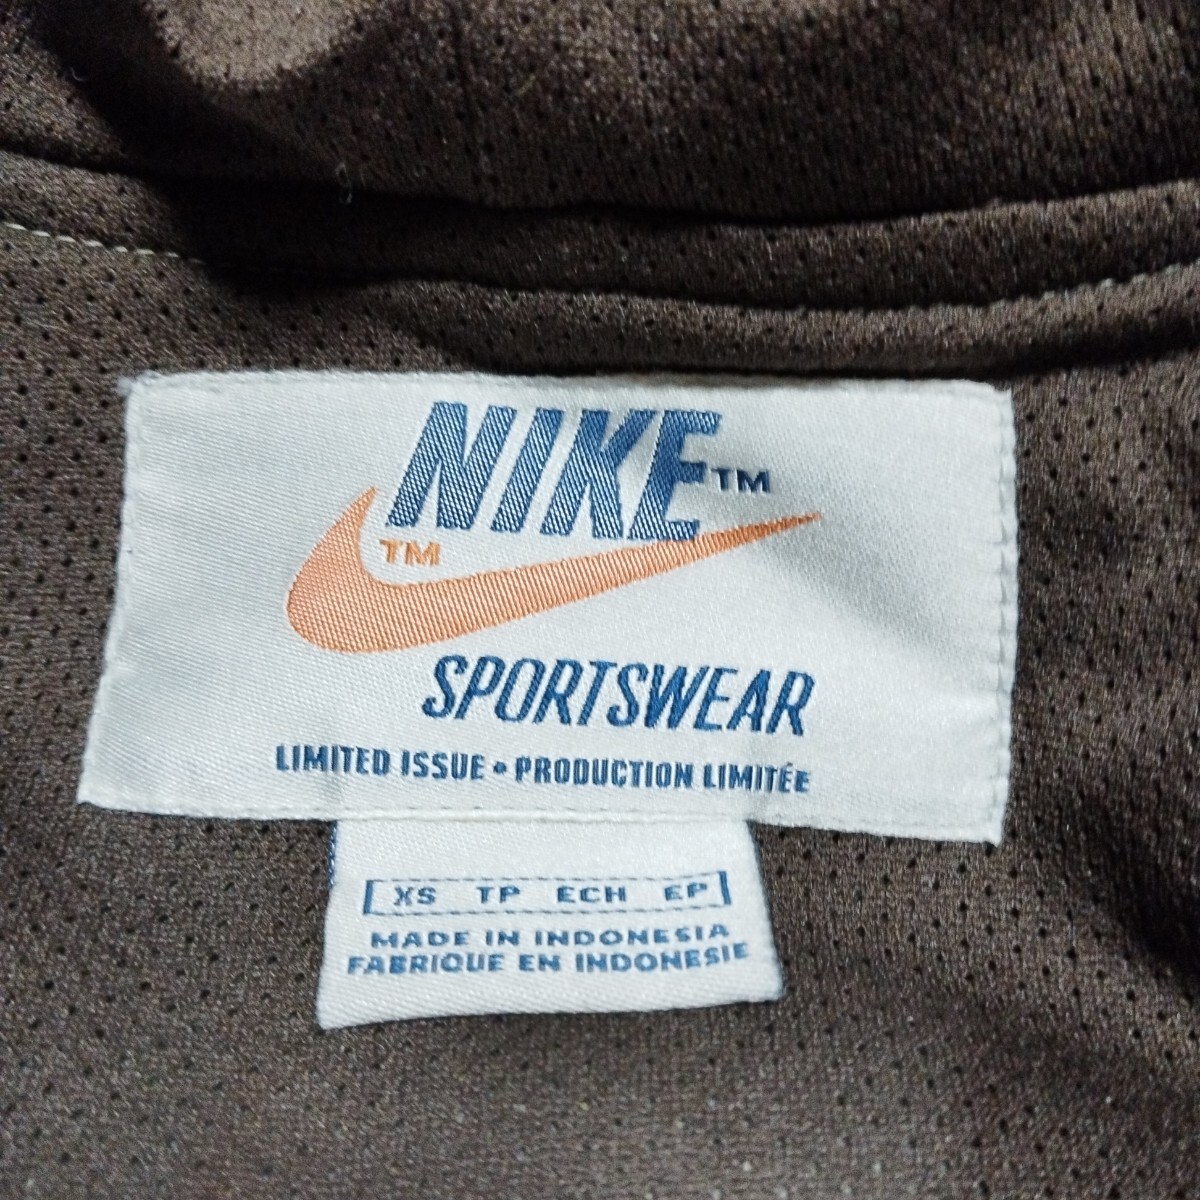 NIKE™
™
SPORTSWEAR
LIMITED ISSUE • PRODUCTION LIMITÉE
XS TP ECH EP
MADE IN INDONESIA
FABRIQUE EN INDONESIE